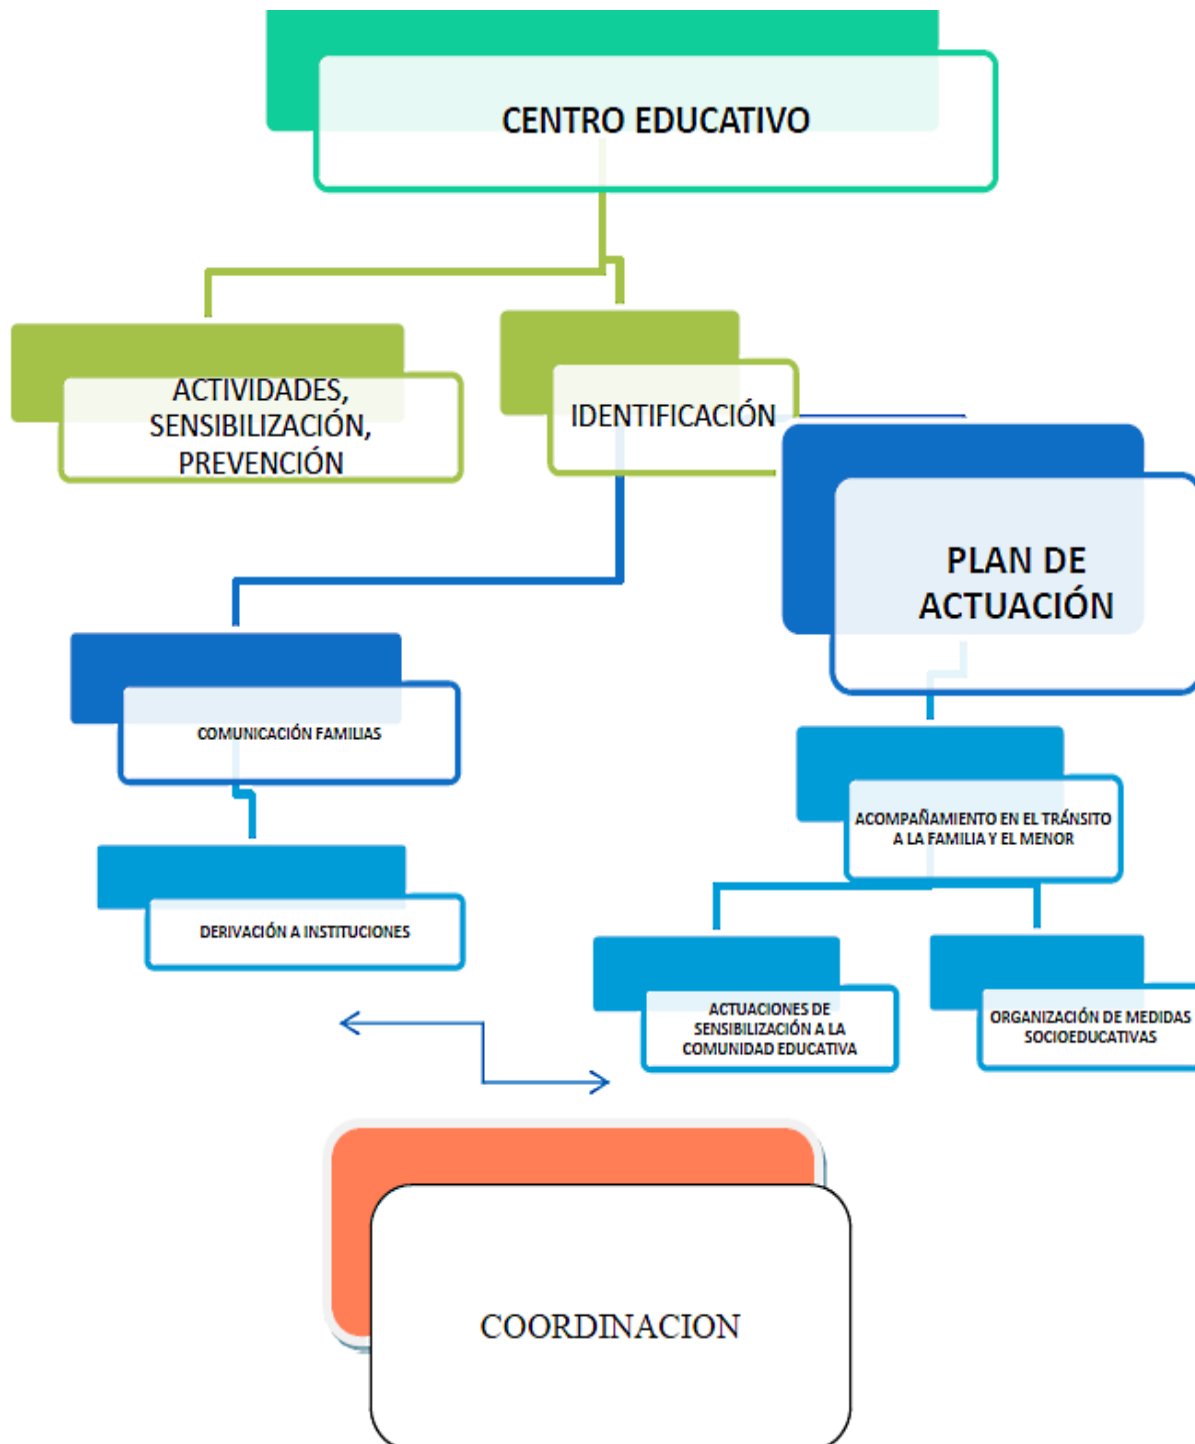 CENTRO EDUCATIVO
ACTIVIDADES,
SENSIBILIZACIÓN,
PREVENCIÓN
IDENTIFICACIÓN
PLAN DE
ACTUACIÓN
COMUNICACIÓN FAMILIAS
ACOMPAÑAMIENTO EN EL TRÁNSITO
A LA FAMILIA Y EL MENOR
DERIVACIÓN A INSTITUCIONES
ACTUACIONES DE
SENSIBILIZACIÓN A LA
COMUNIDAD EDUCATIVA
ORGANIZACIÓN DE MEDIDAS
SOCIOEDUCATIVAS
COORDINACION